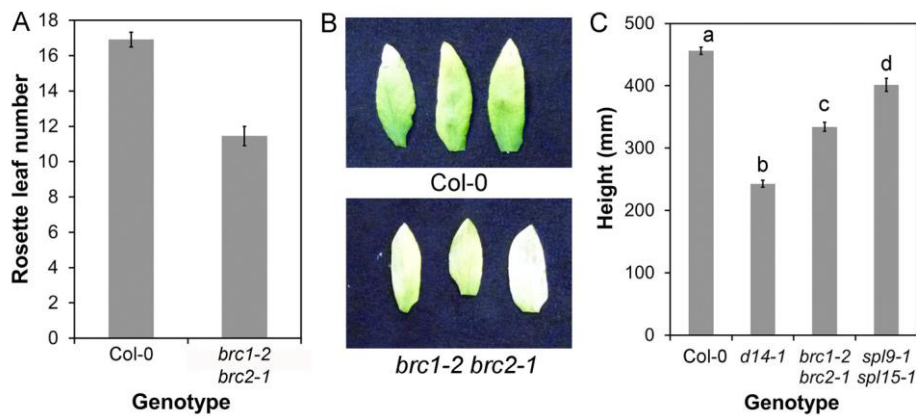 A
Rosette leaf number
18
16
14
12
10
8
6
4
2
0
Col-0
brc1-2
brc2-1
Genotype
B
Col-0
brc1-2 brc2-1
C
Height (mm)
500
400
300
200
100
0
a
b
c
d
Col-0
d14-1
brc1-2
brc2-1
spl9-1
spl15-1
Genotype